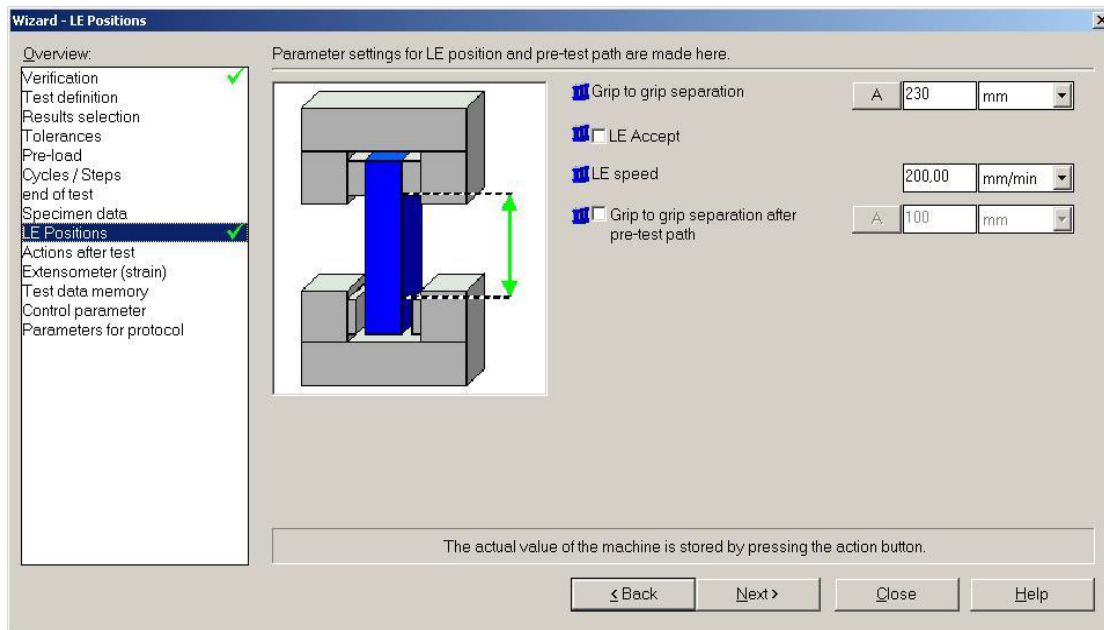 Wizard - LE Positions
Overview:
Verification
Test definition
Results selection
Tolerances
Pre-load
Cycles / Steps
end of test
Specimen data
LE Positions
Actions after test
Extensometer (strain)
Test data memory
Control parameter
Parameters for protocol
Parameter settings for LE position and pre-test path are made here.
Grip to grip separation A 230 mm
LE Accept
LE speed 200,00 mm/min
Grip to grip separation after A 100 mm
pre-test path
The actual value of the machine is stored by pressing the action button.
< Back Next > Close Help